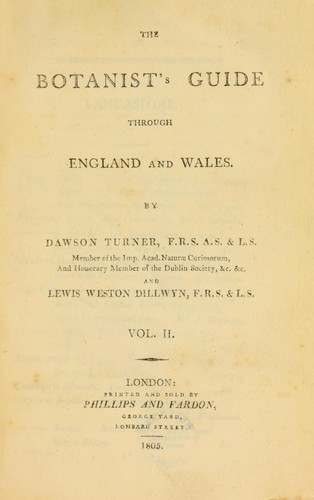 THE
BOTANIST's GUIDE
THROUGH
ENGLAND AND WALES.
BY
DAWSON TURNER, F.R.S. A.S. & L.S.
Member of the Imp. Acad. Naturæ Curiosorum,
And Honorary Member of the Dublin Society, &c. &c.
AND
LEWIS WESTON DILLWYN, F.R.S. & L.S.
VOL. II.
LONDON:
PRINTED AND SOLD BY
PHILLIPS AND FARDON,
GEORGE YARD,
LOMBARD STREET.
1805.